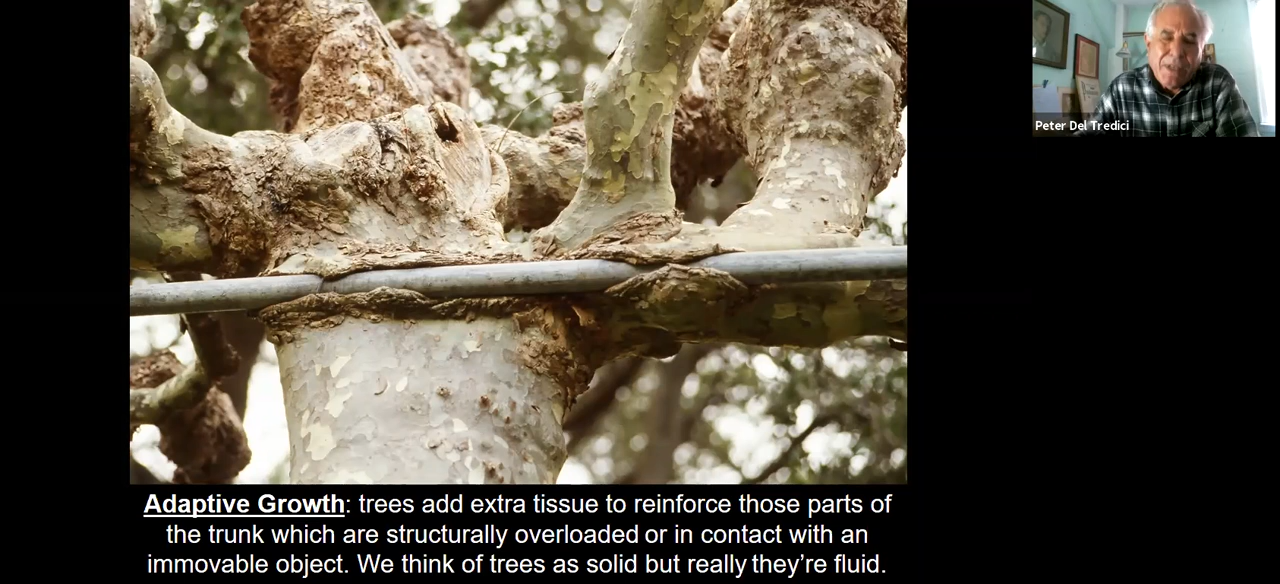 Peter Del Tredici
Adaptive Growth: trees add extra tissue to reinforce those parts of
the trunk which are structurally overloaded or in contact with an
immovable object. We think of trees as solid but really they’re fluid.